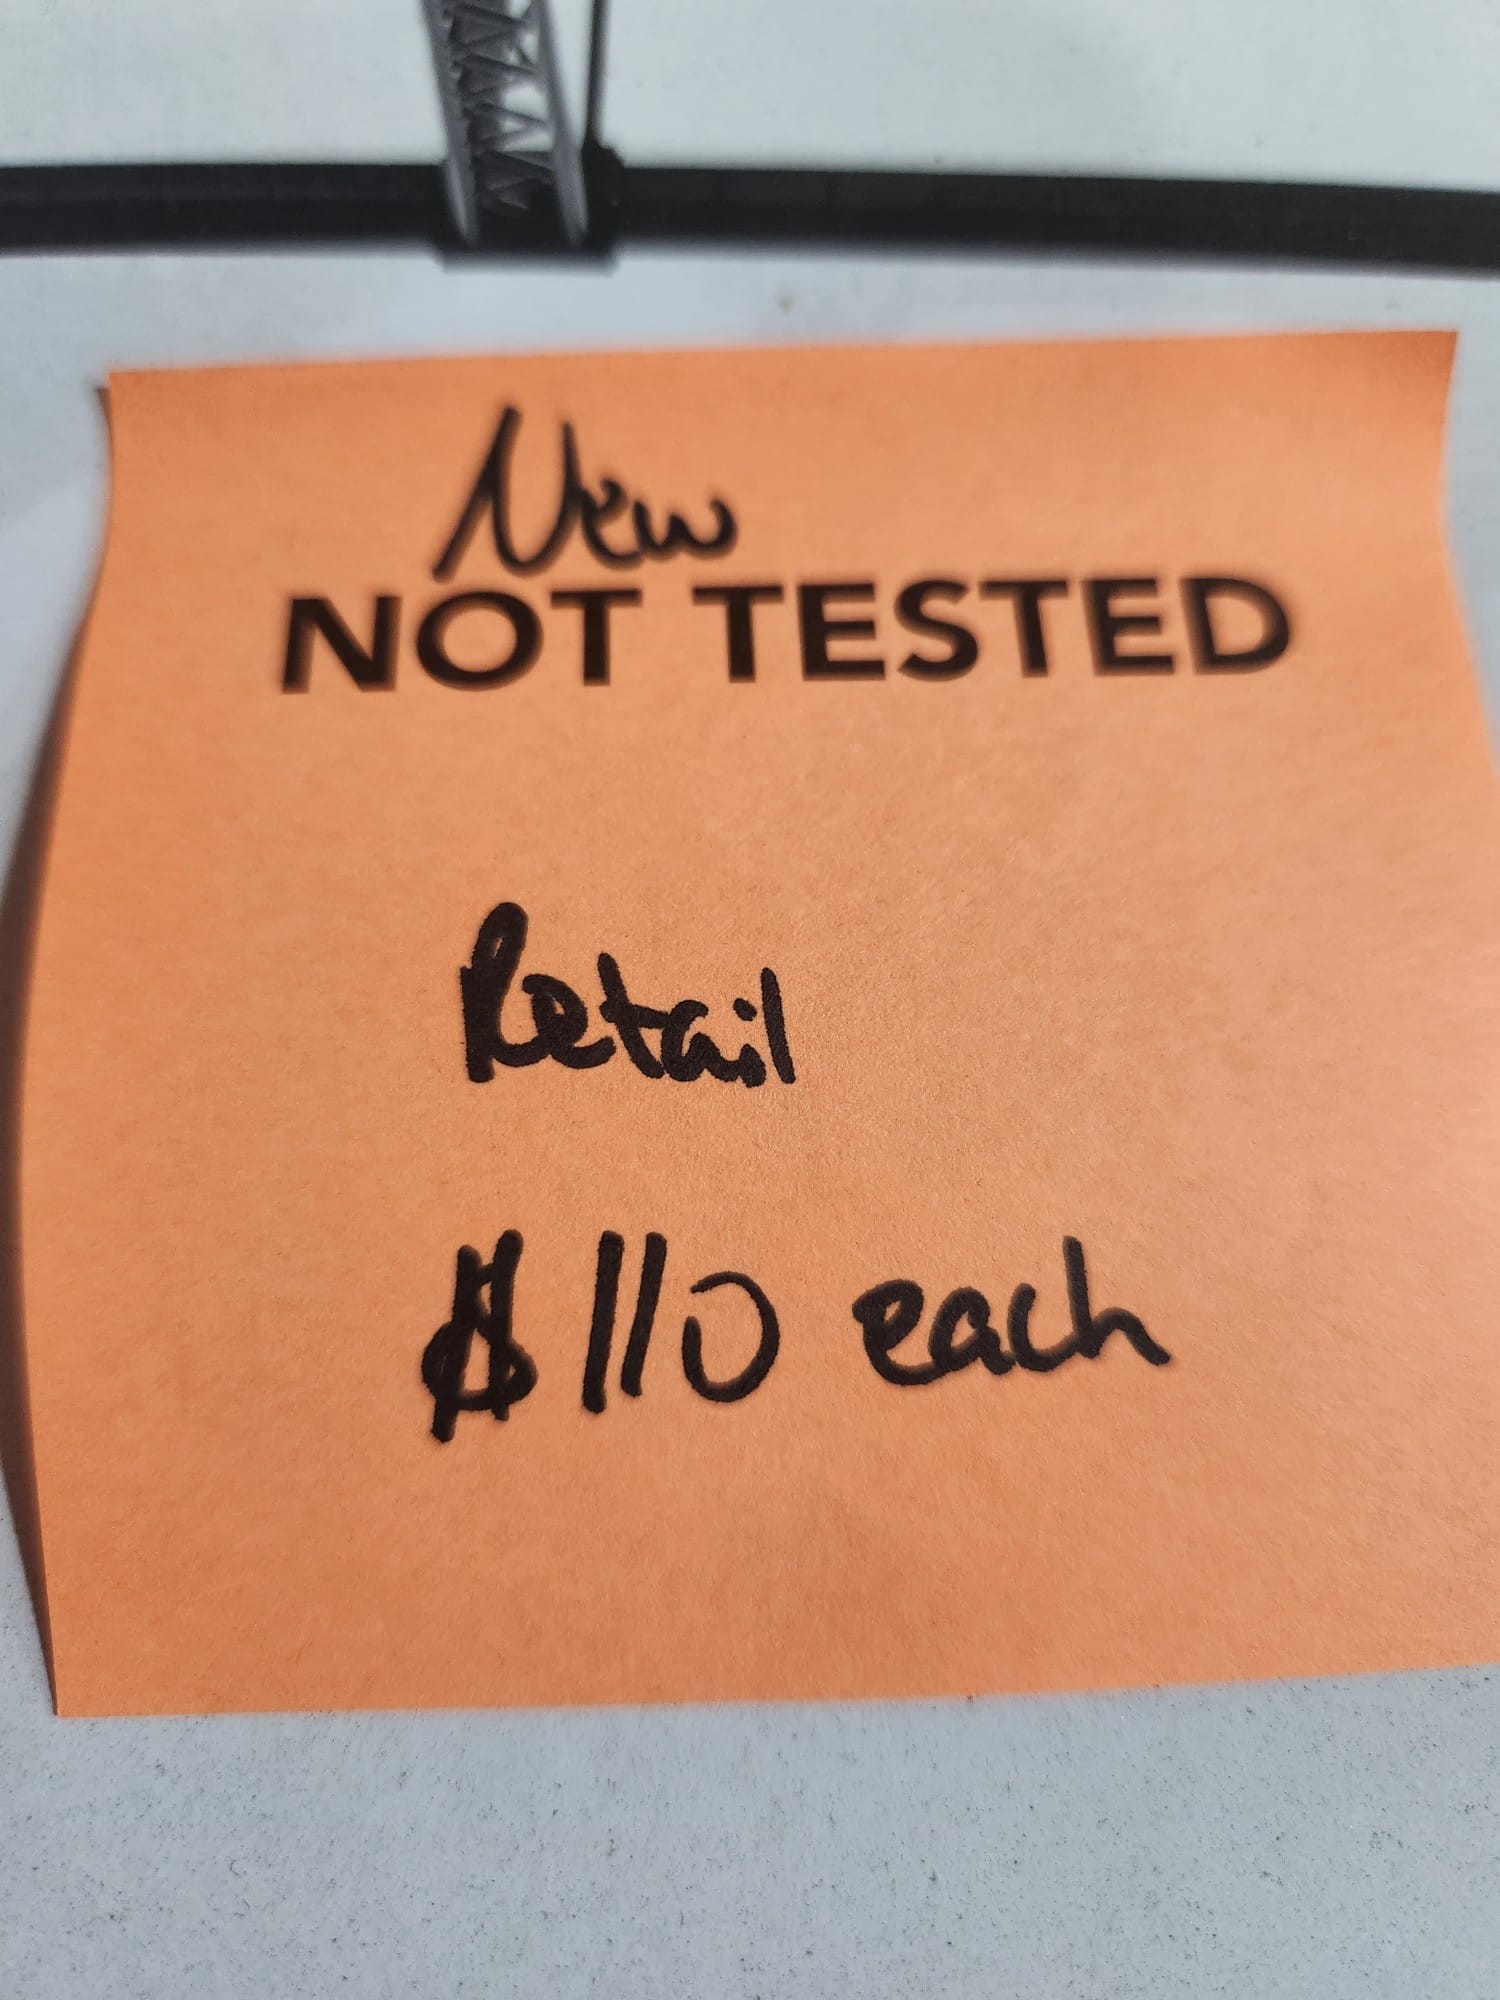 New
NOT TESTED
Retail
$110 each